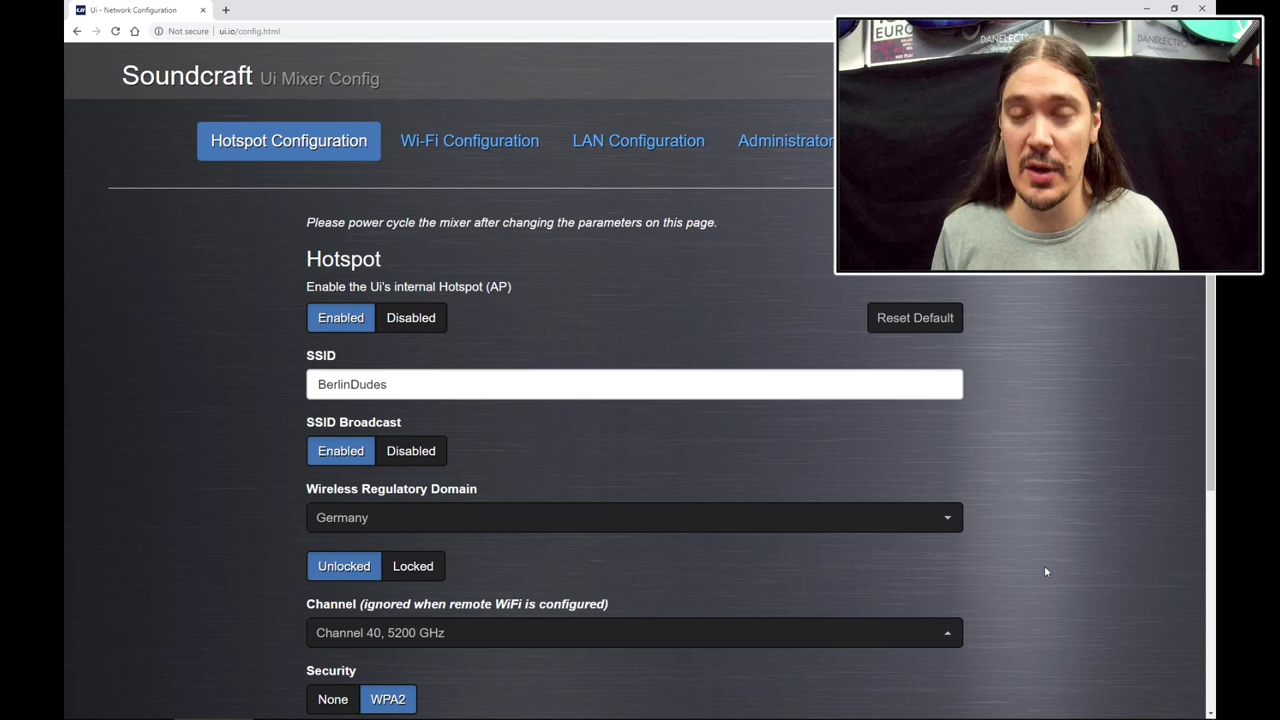 Ui - Network Configuration
Not secure | ui.io/config.html
Soundcraft Ui Mixer Config
Hotspot Configuration
Wi-Fi Configuration
LAN Configuration
Administrator
Please power cycle the mixer after changing the parameters on this page.
Hotspot
Enable the Ui's internal Hotspot (AP)
Enabled Disabled
Reset Default
SSID
BerlinDudes
SSID Broadcast
Enabled Disabled
Wireless Regulatory Domain
Germany
Unlocked Locked
Channel (ignored when remote WiFi is configured)
Channel 40, 5200 GHz
Security
None WPA2
EURO
DANELECTRO
DANELECTRO